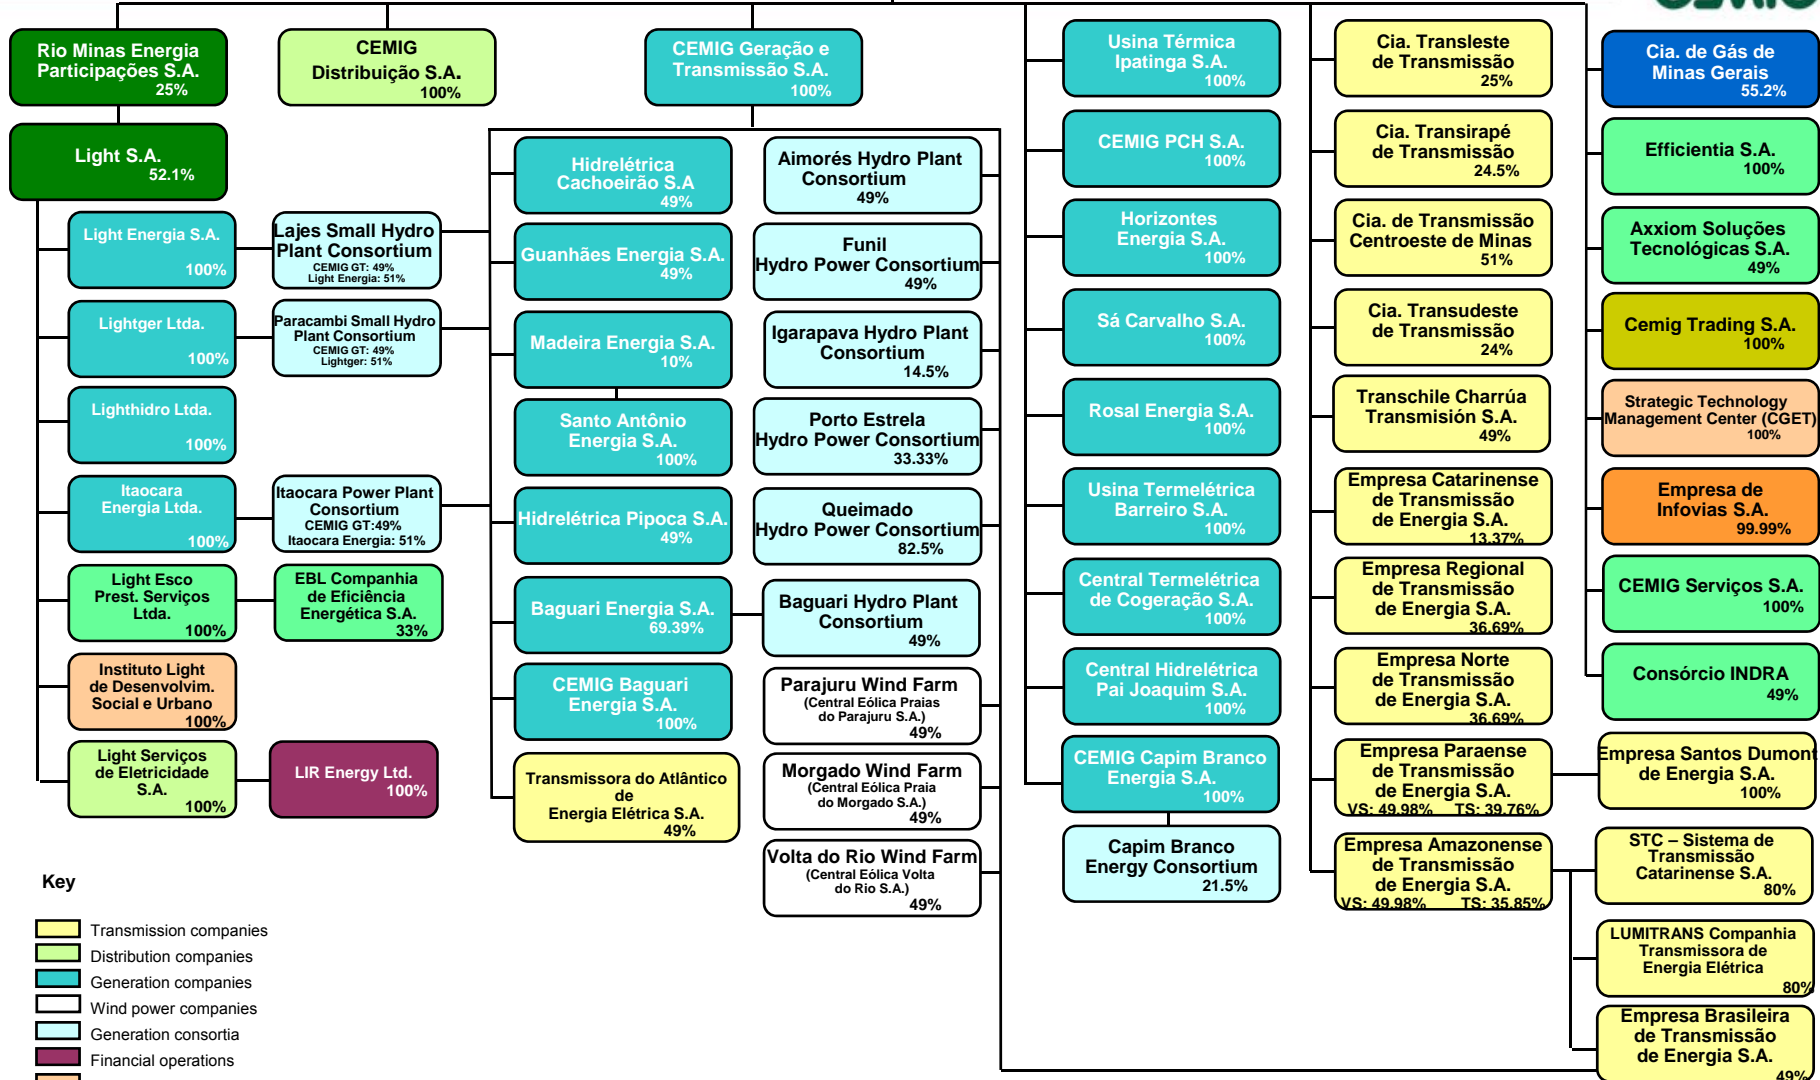 CEMIG
Rio Minas Energia
Participações S.A.
25%
CEMIG
Distribuição S.A.
100%
CEMIG Geração e
Transmissão S.A.
100%
Light S.A.
52.1%
Light Energia S.A.
100%
Lajes Small Hydro
Plant Consortium
CEMIG GT: 49%
Light Energia: 51%
Lightger Ltda.
100%
Paracambi Small Hydro
Plant Consortium
CEMIG GT: 49%
Lightger: 51%
Lighthidro Ltda.
100%
Itaocara
Energia Ltda.
100%
Itaocara Power Plant
Consortium
CEMIG GT:49%
Itaocara Energia: 51%
Light Esco
Prest. Serviços
Ltda.
100%
EBL Companhia
de Eficiência
Energética S.A.
33%
Instituto Light
de Desenvolvim.
Social e Urbano
100%
Light Serviços
de Eletricidade
S.A.
100%
LIR Energy Ltd.
100%
Hidrelétrica
Cachoeirão S.A
49%
Guanhães Energia S.A.
49%
Madeira Energia S.A.
10%
Santo Antônio
Energia S.A.
100%
Hidrelétrica Pipoca S.A.
49%
Baguari Energia S.A.
69.39%
CEMIG Baguari
Energia S.A.
100%
Transmissora do Atlântico
de
Energia Elétrica S.A.
49%
Aimorés Hydro Plant
Consortium
49%
Funil
Hydro Power Consortium
49%
Igarapava Hydro Plant
Consortium
14.5%
Porto Estrela
Hydro Power Consortium
33.33%
Queimado
Hydro Power Consortium
82.5%
Baguari Hydro Plant
Consortium
49%
Parajuru Wind Farm
(Central Eólica Praias
do Parajuru S.A.)
49%
Morgado Wind Farm
(Central Eólica Praia
do Morgado S.A.)
49%
Volta do Rio Wind Farm
(Central Eólica Volta
do Rio S.A.)
49%
Usina Térmica
Ipatinga S.A.
100%
CEMIG PCH S.A.
100%
Horizontes
Energia S.A.
100%
Sá Carvalho S.A.
100%
Rosal Energia S.A.
100%
Usina Termelétrica
Barreiro S.A.
100%
Central Termelétrica
de Cogeração S.A.
100%
Central Hidrelétrica
Pai Joaquim S.A.
100%
CEMIG Capim Branco
Energia S.A.
100%
Capim Branco
Energy Consortium
21.5%
Cia. Transleste
de Transmissão
25%
Cia. Transirapé
de Transmissão
24.5%
Cia. de Transmissão
Centroeste de Minas
51%
Cia. Transudeste
de Transmissão
24%
Transchile Charrúa
Transmisión S.A.
49%
Empresa Catarinense
de Transmissão
de Energia S.A.
13.37%
Empresa Regional
de Transmissão
de Energia S.A.
36.69%
Empresa Norte
de Transmissão
de Energia S.A.
36.69%
Empresa Paraense
de Transmissão
de Energia S.A.
VS: 49.98% TS: 39.76%
Empresa Amazonense
de Transmissão
de Energia S.A.
VS: 49.98% TS: 35.85%
Cia. de Gás de
Minas Gerais
55.2%
Efficientia S.A.
100%
Axxiom Soluções
Tecnológicas S.A.
49%
Cemig Trading S.A.
100%
Strategic Technology
Management Center (CGET)
100%
Empresa de
Infovias S.A.
99.99%
CEMIG Serviços S.A.
100%
Consórcio INDRA
49%
Empresa Santos Dumont
de Energia S.A.
100%
STC – Sistema de
Transmissão
Catarinense S.A.
80%
LUMITRANS Companhia
Transmissora de
Energia Elétrica
80%
Empresa Brasileira
de Transmissão
de Energia S.A.
49%
Key
Transmission companies
Distribution companies
Generation companies
Wind power companies
Generation consortia
Financial operations